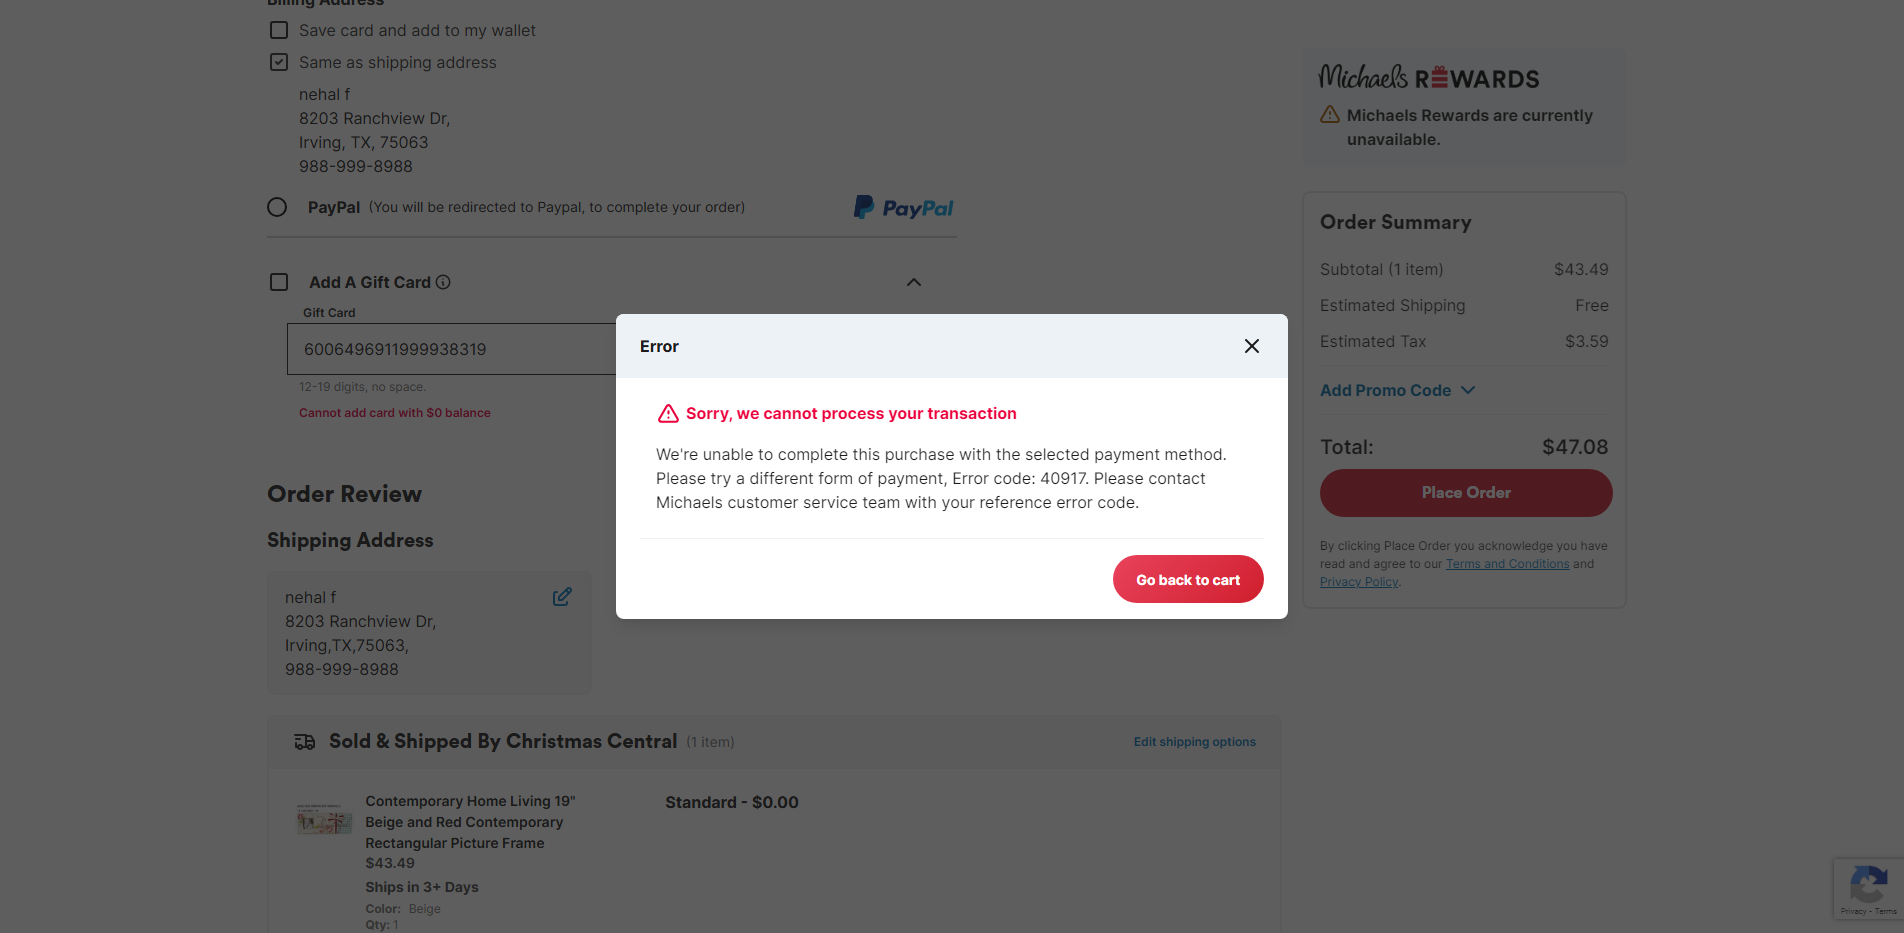 Billing Address
Save card and add to my wallet
Same as shipping address
nehal f
8203 Ranchview Dr,
Irving, TX, 75063
988-999-8988
PayPal (You will be redirected to Paypal, to complete your order)
PayPal
Add A Gift Card
Gift Card
6006496911999938319
12-19 digits, no space.
Cannot add card with $0 balance
Order Review
Shipping Address
nehal f
8203 Ranchview Dr,
Irving,TX,75063,
988-999-8988
Sold & Shipped By Christmas Central (1 item)
Edit shipping options
Contemporary Home Living 19"
Beige and Red Contemporary
Rectangular Picture Frame
$43.49
Ships in 3+ Days
Color: Beige
Qty: 1
Standard - $0.00
Error
Sorry, we cannot process your transaction
We're unable to complete this purchase with the selected payment method.
Please try a different form of payment, Error code: 40917. Please contact
Michaels customer service team with your reference error code.
Go back to cart
Michaels REWARDS
Michaels Rewards are currently
unavailable.
Order Summary
Subtotal (1 item) $43.49
Estimated Shipping Free
Estimated Tax $3.59
Add Promo Code
Total: $47.08
Place Order
By clicking Place Order you acknowledge you have
read and agree to our Terms and Conditions and
Privacy Policy.
Privacy - Terms